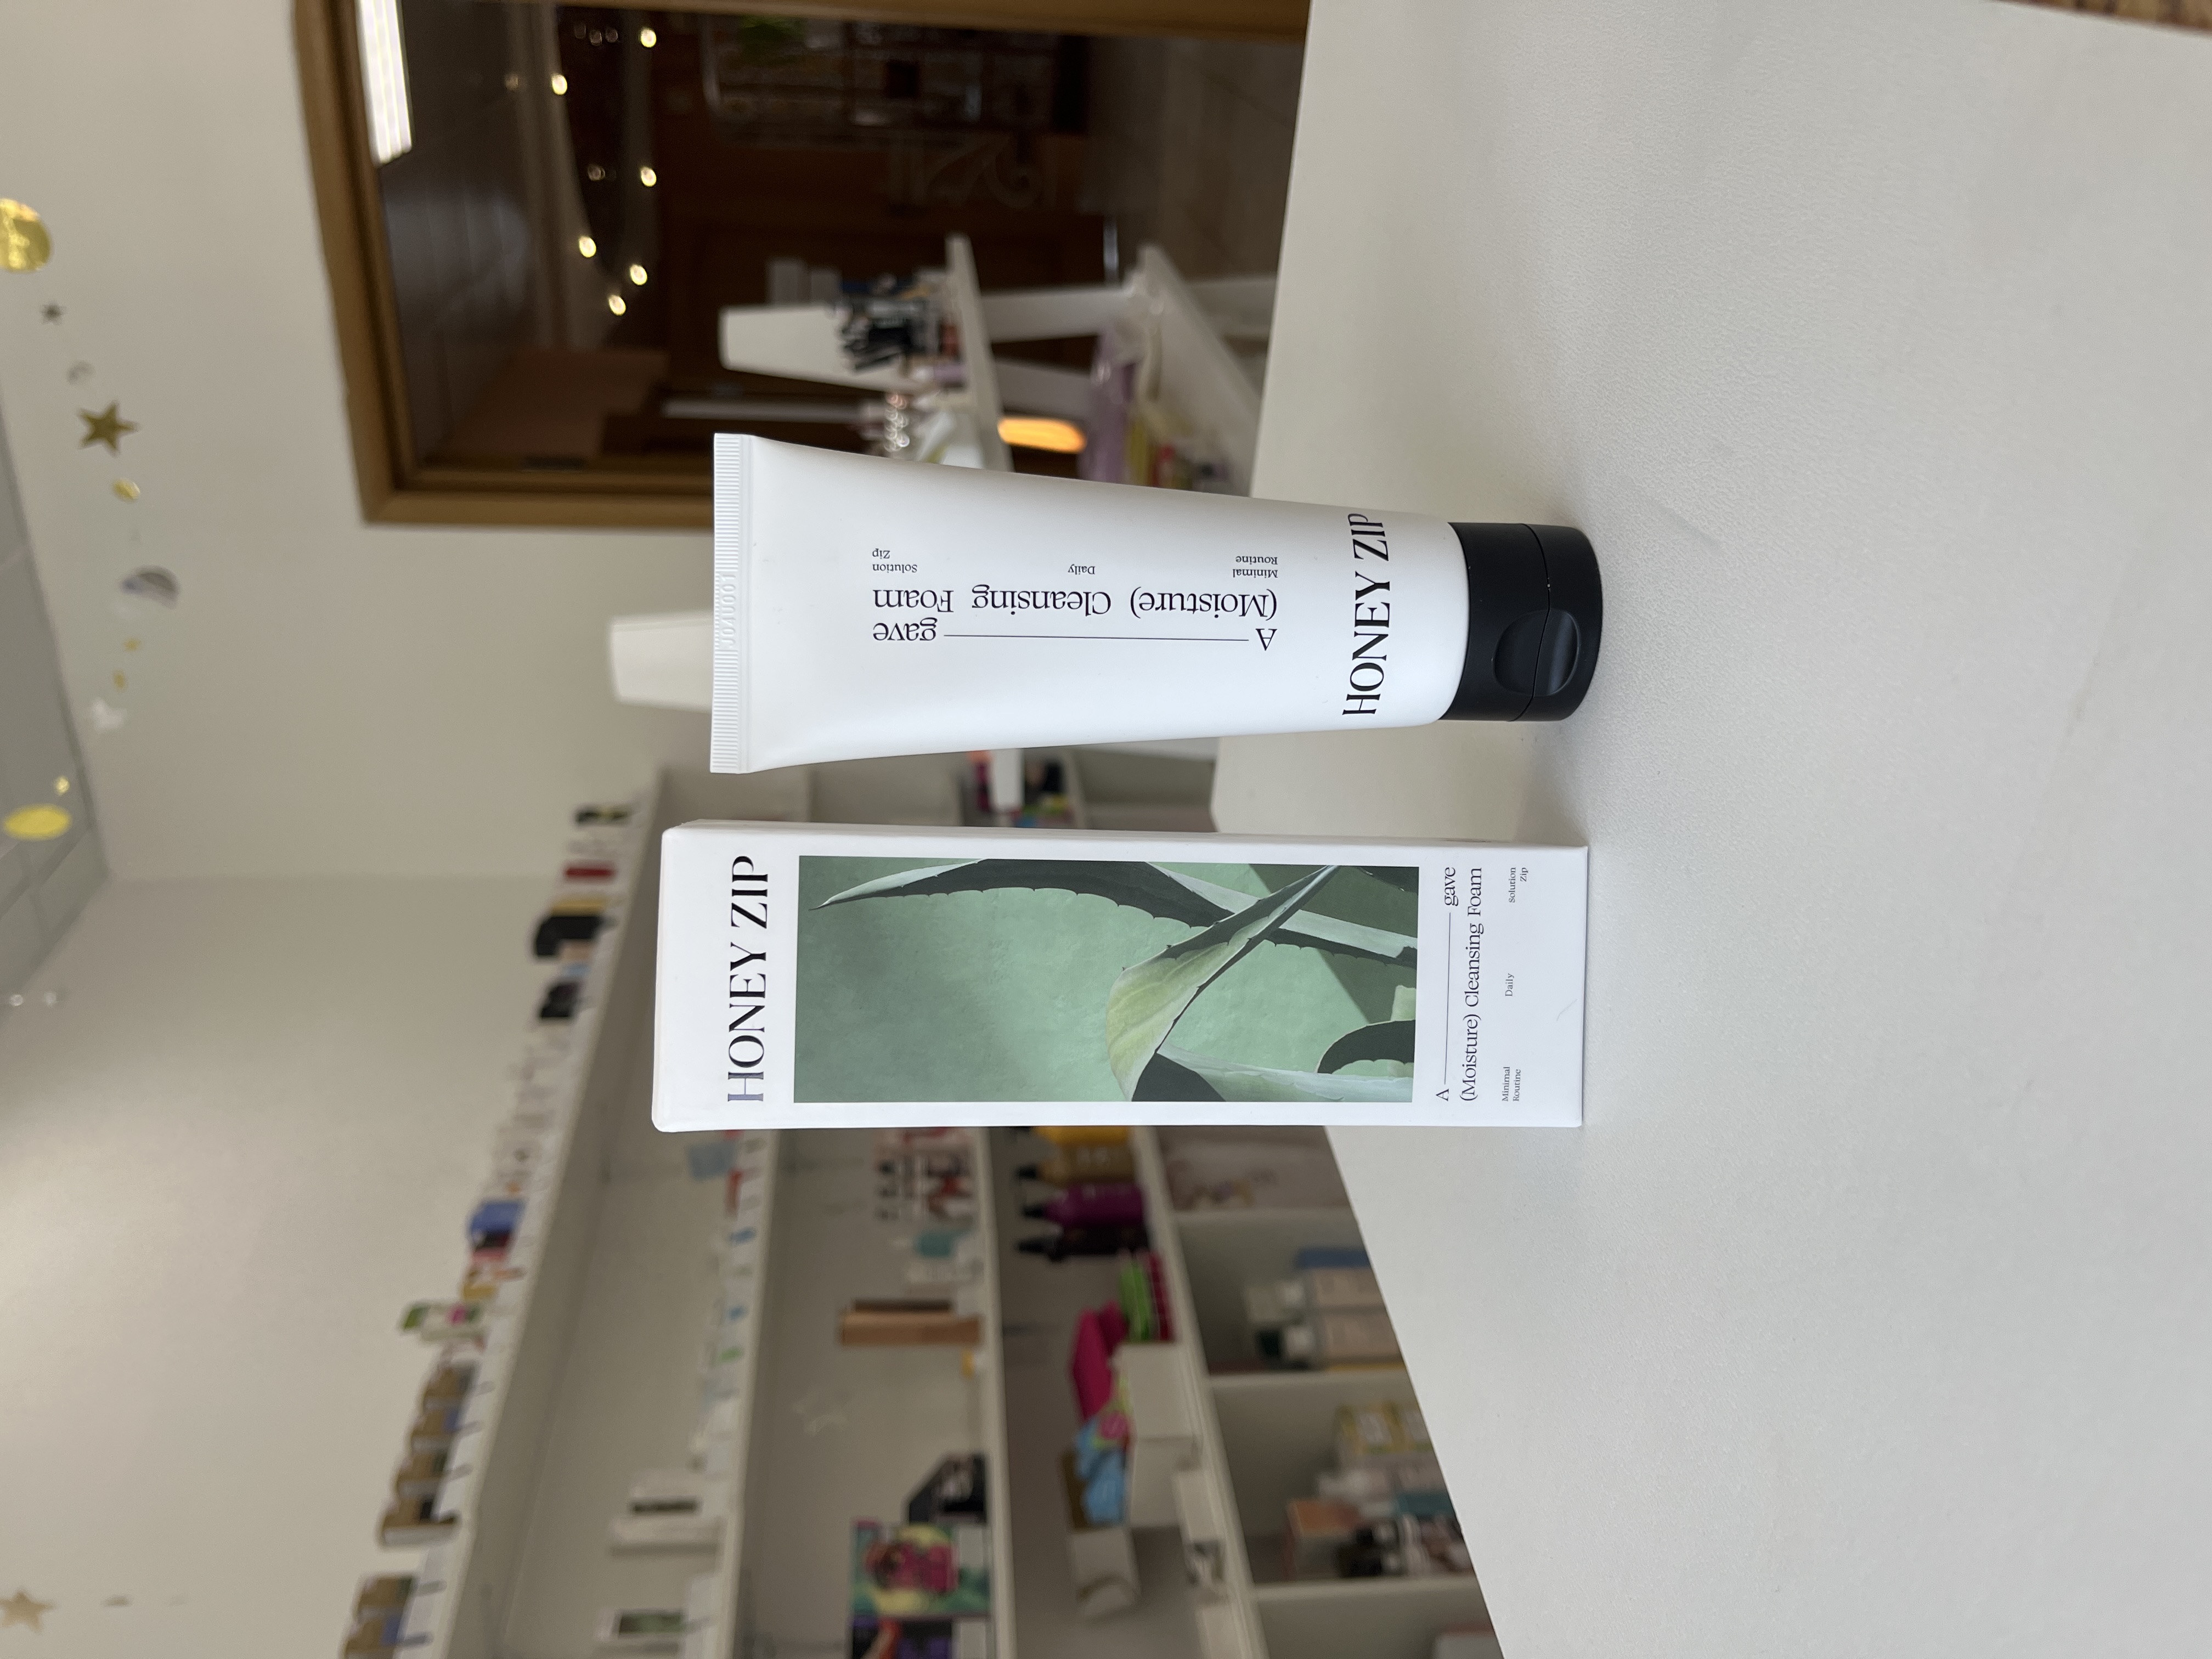 HONEY ZIP
A gave
(Moisture) Cleansing Foam
Minimal Routine
Daily
Solution Zip
A gave
(Moisture) Cleansing Foam
Minimal Routine
Daily
Solution Zip
HONEY ZIP